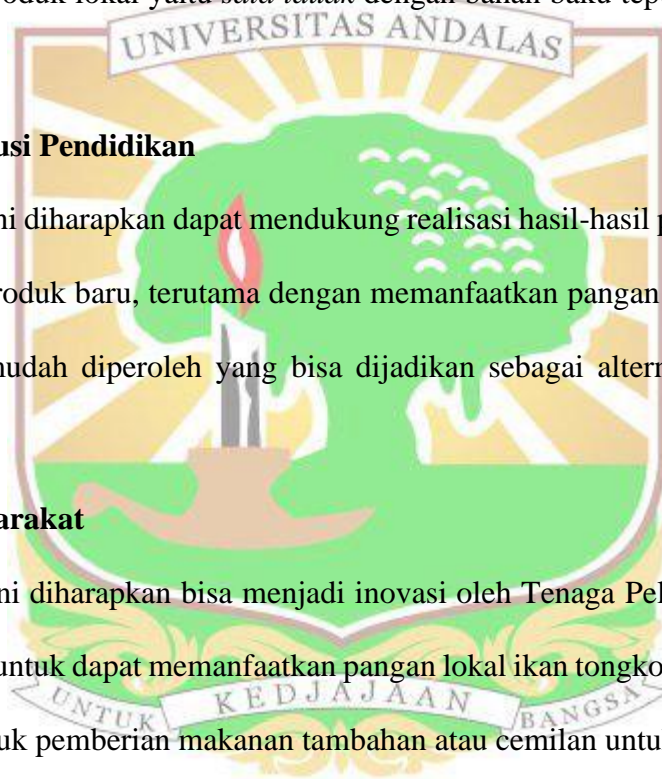 roduk lokal yaitu sala lauak dengan bahan baku tep
UNIVERSITAS ANDALAS
usi Pendidikan
ni diharapkan dapat mendukung realisasi hasil-hasil p
roduk baru, terutama dengan memanfaatkan pangan
nudah diperoleh yang bisa dijadikan sebagai altern
arakat
ni diharapkan bisa menjadi inovasi oleh Tenaga Pel
untuk dapat memanfaatkan pangan lokal ikan tongko
UNTUK KEDJAJAAN BANGSA
uk pemberian makanan tambahan atau cemilan untu